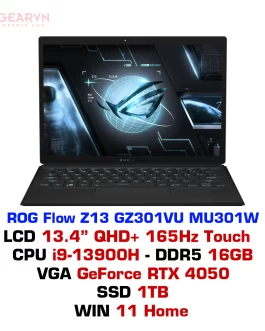 GEARVN
ROG Flow Z13 GZ301VU MU301W
LCD 13.4” QHD+ 165Hz Touch
CPU i9-13900H - DDR5 16GB
VGA GeForce RTX 4050
SSD 1TB
WIN 11 Home